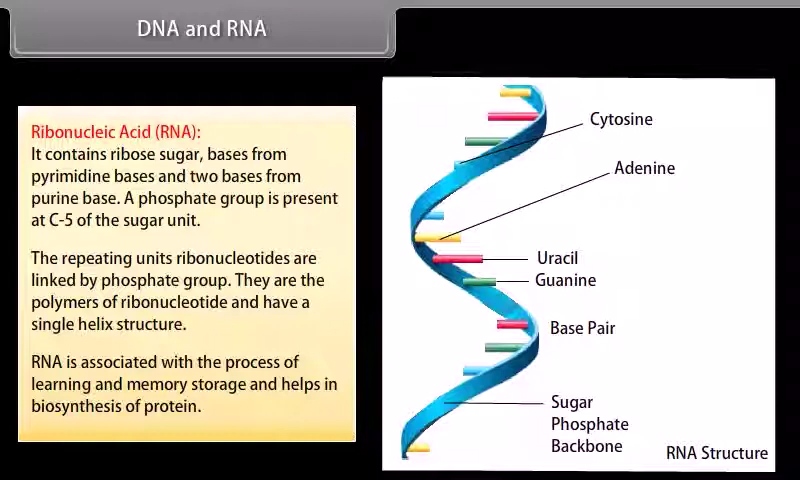 DNA and RNA
Ribonucleic Acid (RNA):
It contains ribose sugar, bases from
pyrimidine bases and two bases from
purine base. A phosphate group is present
at C-5 of the sugar unit.
The repeating units ribonucleotides are
linked by phosphate group. They are the
polymers of ribonucleotide and have a
single helix structure.
RNA is associated with the process of
learning and memory storage and helps in
biosynthesis of protein.
Cytosine
Adenine
Uracil
Guanine
Base Pair
Sugar
Phosphate
Backbone
RNA Structure